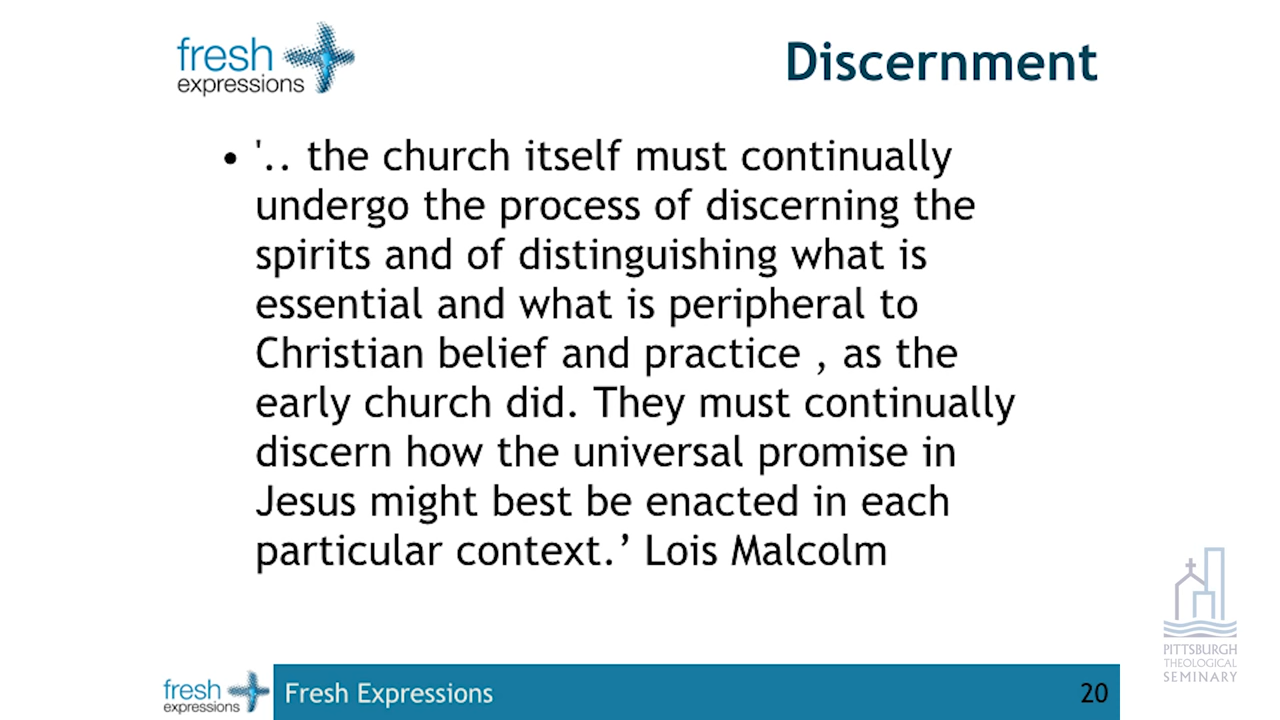 fresh
expressions
Discernment
• '.. the church itself must continually
undergo the process of discerning the
spirits and of distinguishing what is
essential and what is peripheral to
Christian belief and practice , as the
early church did. They must continually
discern how the universal promise in
Jesus might best be enacted in each
particular context.’ Lois Malcolm
PITTSBURGH
THEOLOGICAL
SEMINARY
fresh
expressions
Fresh Expressions
20